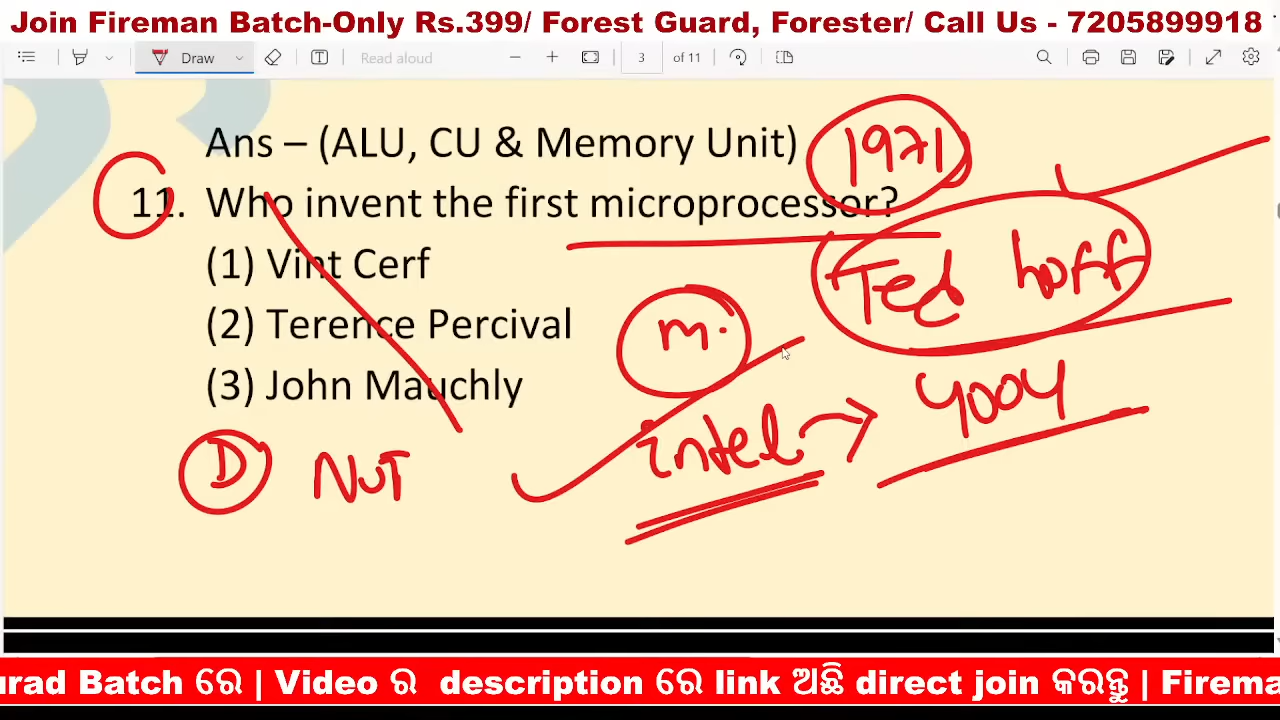 Join Fireman Batch-Only Rs.399/ Forest Guard, Forester/ Call Us - 7205899918
Draw
Read aloud
3 of 11
Ans – (ALU, CU & Memory Unit)
1971
11. Who invent the first microprocessor?
(1) Vint Cerf
Ted hoff
(2) Terence Percival
m.
(3) John Mauchly
4004
intel →
D NOT
urad Batch ରେ | Video ର description ରେ link ଅଛି direct join କରନ୍ତୁ | Firema